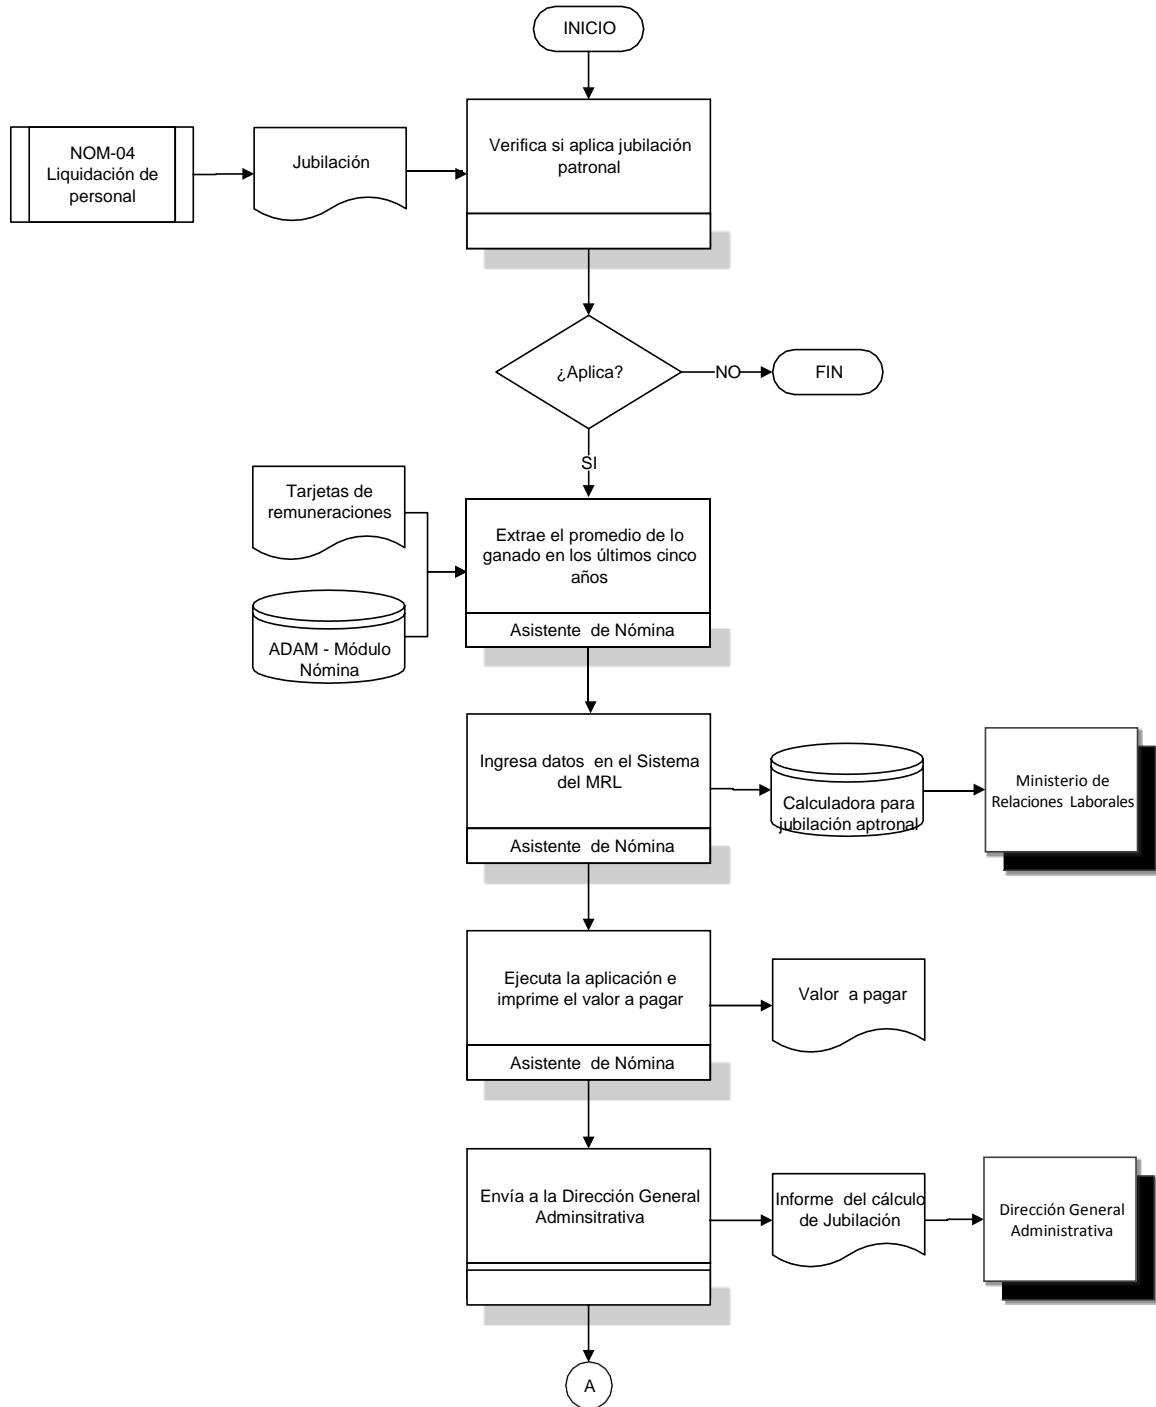 INICIO
NOM-04
Liquidación de
personal
Jubilación
Verifica si aplica jubilación
patronal
¿Aplica?
NO
FIN
SI
Tarjetas de
remuneraciones
ADAM - Módulo
Nómina
Extrae el promedio de lo
ganado en los últimos cinco
años
Asistente de Nómina
Ingresa datos en el Sistema
del MRL
Asistente de Nómina
Calculadora para
jubilación aptronal
Ministerio de
Relaciones Laborales
Ejecuta la aplicación e
imprime el valor a pagar
Asistente de Nómina
Valor a pagar
Envía a la Dirección General
Adminsitrativa
Informe del cálculo
de Jubilación
Dirección General
Administrativa
A